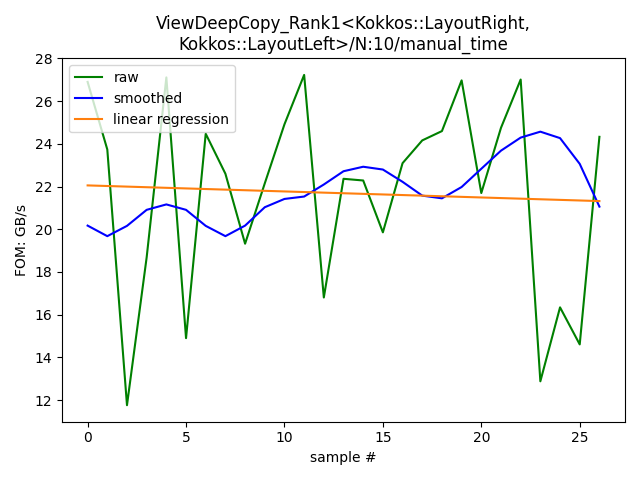 ViewDeepCopy_Rank1<Kokkos::LayoutRight,
Kokkos::LayoutLeft>/N:10/manual_time
raw
smoothed
linear regression
FOM: GB/s
28
26
24
22
20
18
16
14
12
0
5
10
15
20
25
sample #